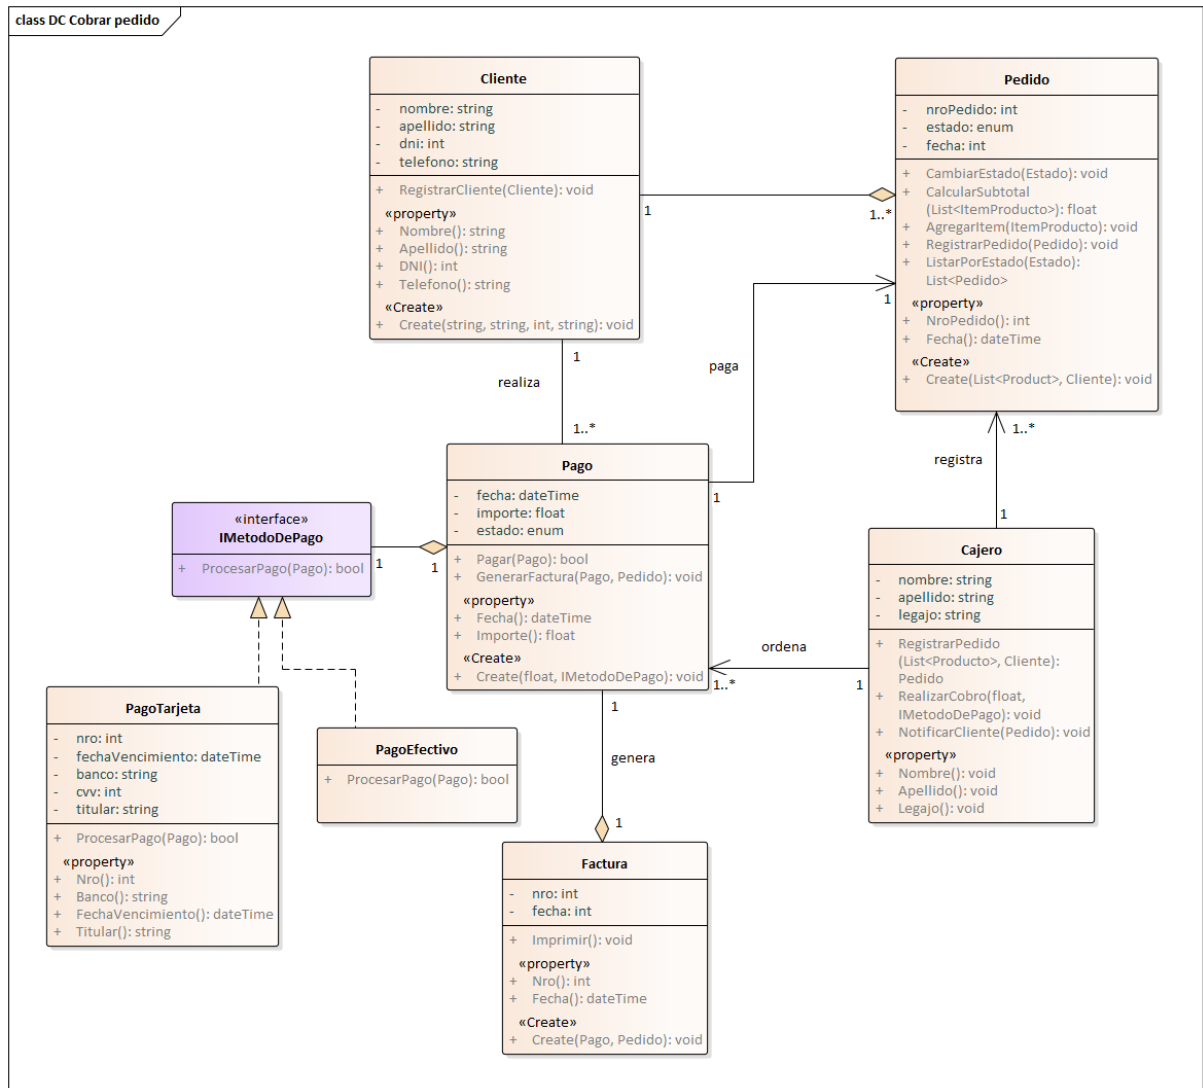 class DC Cobrar pedido
Cliente
- nombre: string
- apellido: string
- dni: int
- telefono: string
+ RegistrarCliente(Cliente): void
«property»
+ Nombre(): string
+ Apellido(): string
+ DNI(): int
+ Telefono(): string
«Create»
+ Create(string, string, int, string): void
Pedido
- nroPedido: int
- estado: enum
- fecha: int
+ CambiarEstado(Estado): void
+ CalcularSubtotal
(List<ItemProducto>): float
+ AgregarItem(ItemProducto): void
+ RegistrarPedido(Pedido): void
+ ListarPorEstado(Estado):
List<Pedido>
«property»
+ NroPedido(): int
+ Fecha(): dateTime
«Create»
+ Create(List<Product>, Cliente): void
1
1..*
1
realiza
1..*
paga
1
1
1..*
registra
1
Pago
- fecha: dateTime
- importe: float
- estado: enum
+ Pagar(Pago): bool
+ GenerarFactura(Pago, Pedido): void
«property»
+ Fecha(): dateTime
+ Importe(): float
«Create»
+ Create(float, IMetodoDePago): void
«interface»
IMetodoDePago
+ ProcesarPago(Pago): bool
1
1
Cajero
- nombre: string
- apellido: string
- legajo: string
+ RegistrarPedido
(List<Producto>, Cliente):
Pedido
+ RealizarCobro(float,
IMetodoDePago): void
+ NotificarCliente(Pedido): void
«property»
+ Nombre(): void
+ Apellido(): void
+ Legajo(): void
ordena
1..*
1
PagoTarjeta
- nro: int
- fechaVencimiento: dateTime
- banco: string
- cvv: int
- titular: string
+ ProcesarPago(Pago): bool
«property»
+ Nro(): int
+ Banco(): string
+ FechaVencimiento(): dateTime
+ Titular(): string
PagoEfectivo
+ ProcesarPago(Pago): bool
1
genera
1
Factura
- nro: int
- fecha: int
+ Imprimir(): void
«property»
+ Nro(): int
+ Fecha(): dateTime
«Create»
+ Create(Pago, Pedido): void